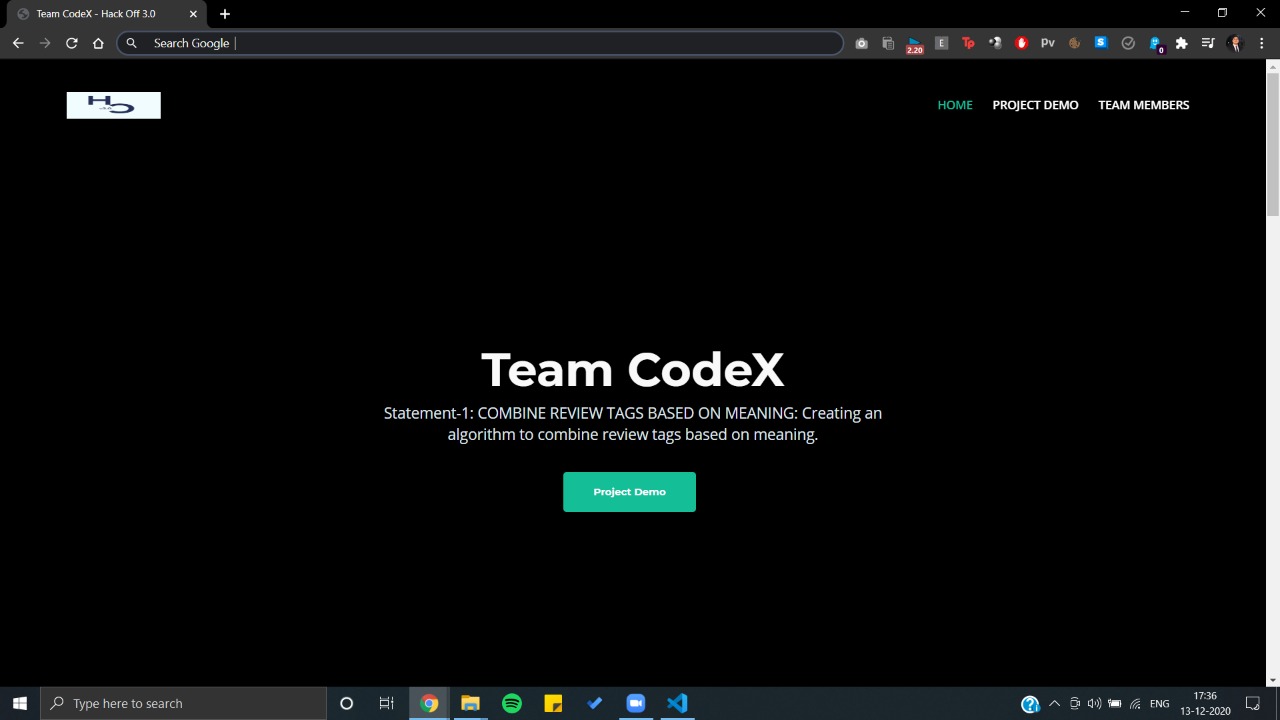 Team CodeX - Hack Off 3.0
Search Google
2.20
E
Tp
Pv
S
0
HO
HOME
PROJECT DEMO
TEAM MEMBERS
Team CodeX
Statement-1: COMBINE REVIEW TAGS BASED ON MEANING: Creating an
algorithm to combine review tags based on meaning.
Project Demo
Type here to search
ENG
17:36
13-12-2020